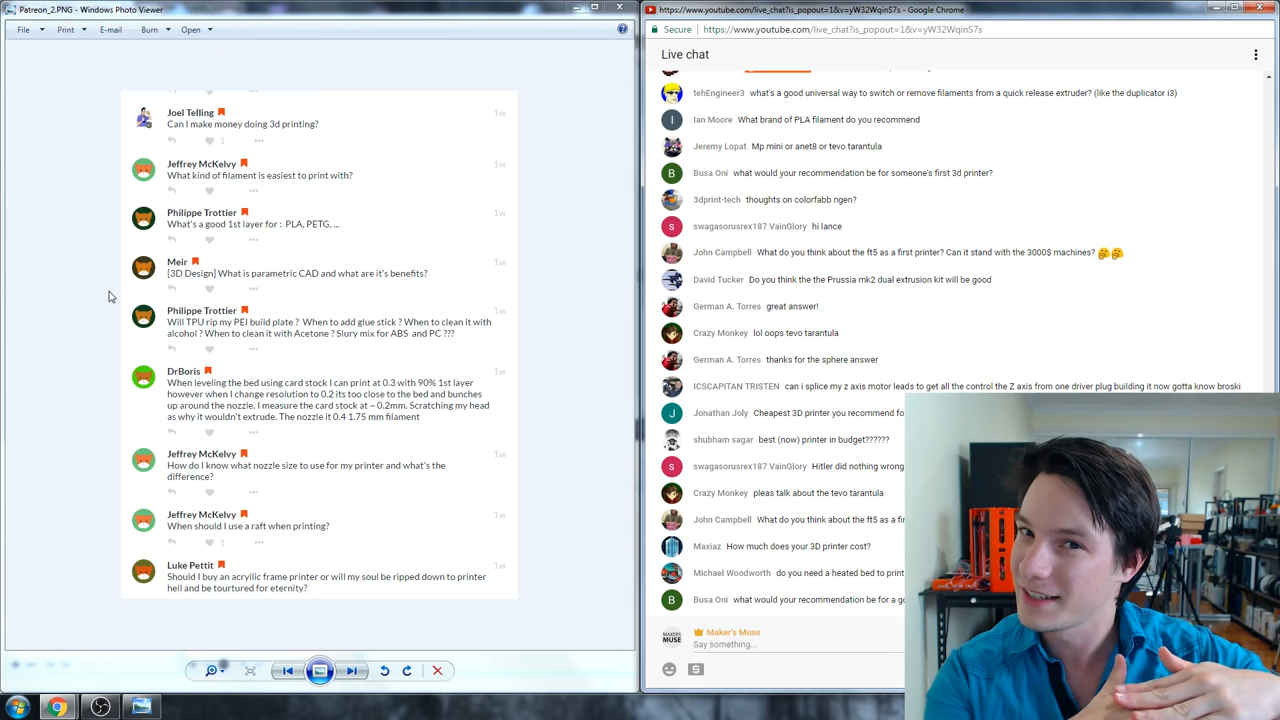 Patreon_2.PNG - Windows Photo Viewer
File Print E-mail Burn Open
Joel Telling 1w
Can I make money doing 3d printing?
1
Jeffrey McKelvy 1w
What kind of filament is easiest to print with?
Philippe Trottier 1w
What's a good 1st layer for : PLA, PETG, ...
Meir 1w
[3D Design] What is parametric CAD and what are it's benefits?
Philippe Trottier 1w
Will TPU rip my PEI build plate ? When to add glue stick ? When to clean it with
alcohol ? When to clean it with Acetone ? Slury mix for ABS and PC ???
DrBoris 1w
When leveling the bed using card stock I can print at 0.3 with 90% 1st layer
however when I change resolution to 0.2 its too close to the bed and bunches
up around the nozzle. I measure the card stock at ~ 0.2mm. Scratching my head
as why it wouldn't extrude. The nozzle it 0.4 1.75 mm filament
Jeffrey McKelvy 1w
How do I know what nozzle size to use for my printer and what's the
difference?
Jeffrey McKelvy 1w
When should I use a raft when printing?
1
Luke Pettit 1w
Should I buy an acryllic frame printer or will my soul be ripped down to printer
hell and be tourtured for eternity?
https://www.youtube.com/live_chat?is_popout=1&v=yW32WqinS7s - Google Chrome
Secure https://www.youtube.com/live_chat?is_popout=1&v=yW32WqinS7s
Live chat
tehEngineer3 what's a good universal way to switch or remove filaments from a quick release extruder? (like the duplicator i3)
I Ian Moore What brand of PLA filament do you recommend
Jeremy Lopat Mp mini or anet8 or tevo tarantula
B Busa Oni what would your recommendation be for someone's first 3d printer?
3dprint-tech thoughts on colorfabb ngen?
s swagasorusrex187 VainGlory hi lance
John Campbell What do you think about the ft5 as a first printer? Can it stand with the 3000$ machines?
David Tucker Do you think the the Prussia mk2 dual extrusion kit will be good
German A. Torres great answer!
Crazy Monkey lol oops tevo tarantula
German A. Torres thanks for the sphere answer
ICSCAPITAN TRISTEN can i splice my z axis motor leads to get all the control the Z axis from one driver plug building it now gotta know broski
J Jonathan Joly Cheapest 3D printer you recommend fo
shubham sagar best (now) printer in budget??????
s swagasorusrex187 VainGlory Hitler did nothing wrong
Crazy Monkey pleas talk about the tevo tarantula
John Campbell What do you think about the ft5 as a fir
Maxiaz How much does your 3D printer cost?
Michael Woodworth do you need a heated bed to print
B Busa Oni what would your recommendation be for a go
MAKER'S MUSE Maker's Muse
Say something...